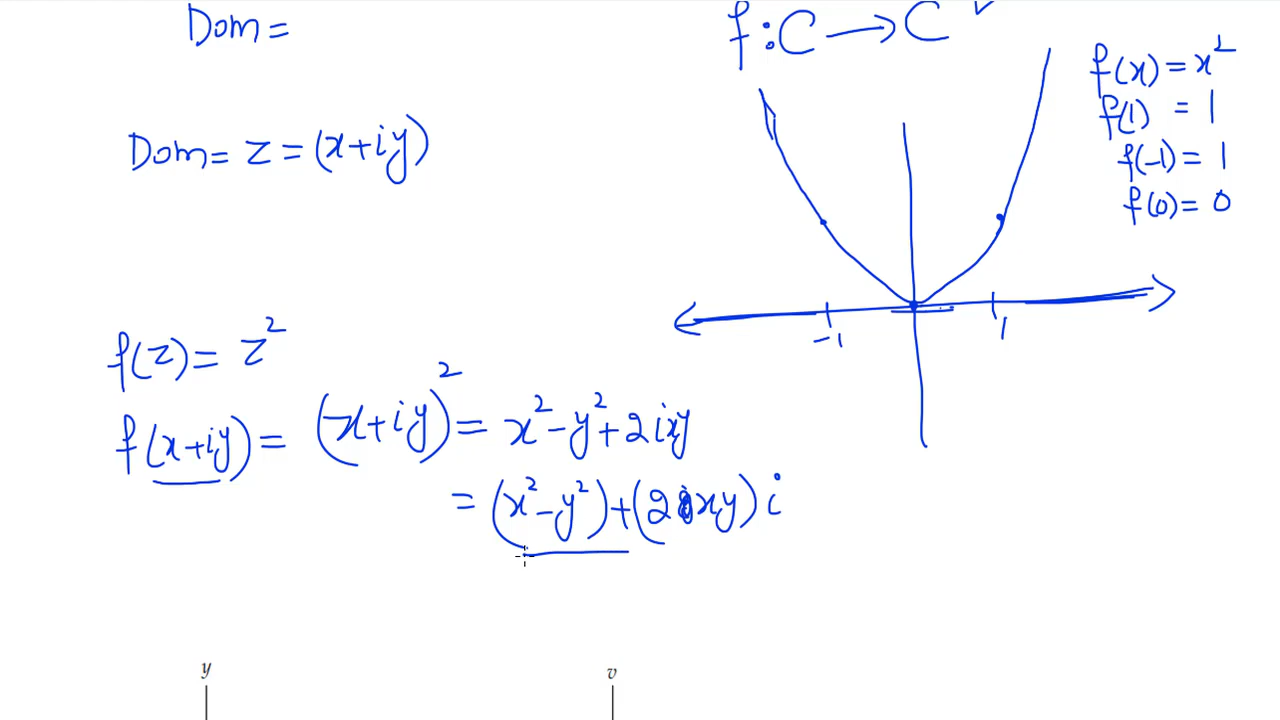 Dom =
f: C → C
f(x) = x²
f(1) = 1
f(-1) = 1
f(0) = 0
Dom = z = (x+iy)
-1
1
f(z) = z²
f(x+iy) = (x+iy)² = x² - y² + 2ixy
= (x² - y²) + (2xy) i
y
v